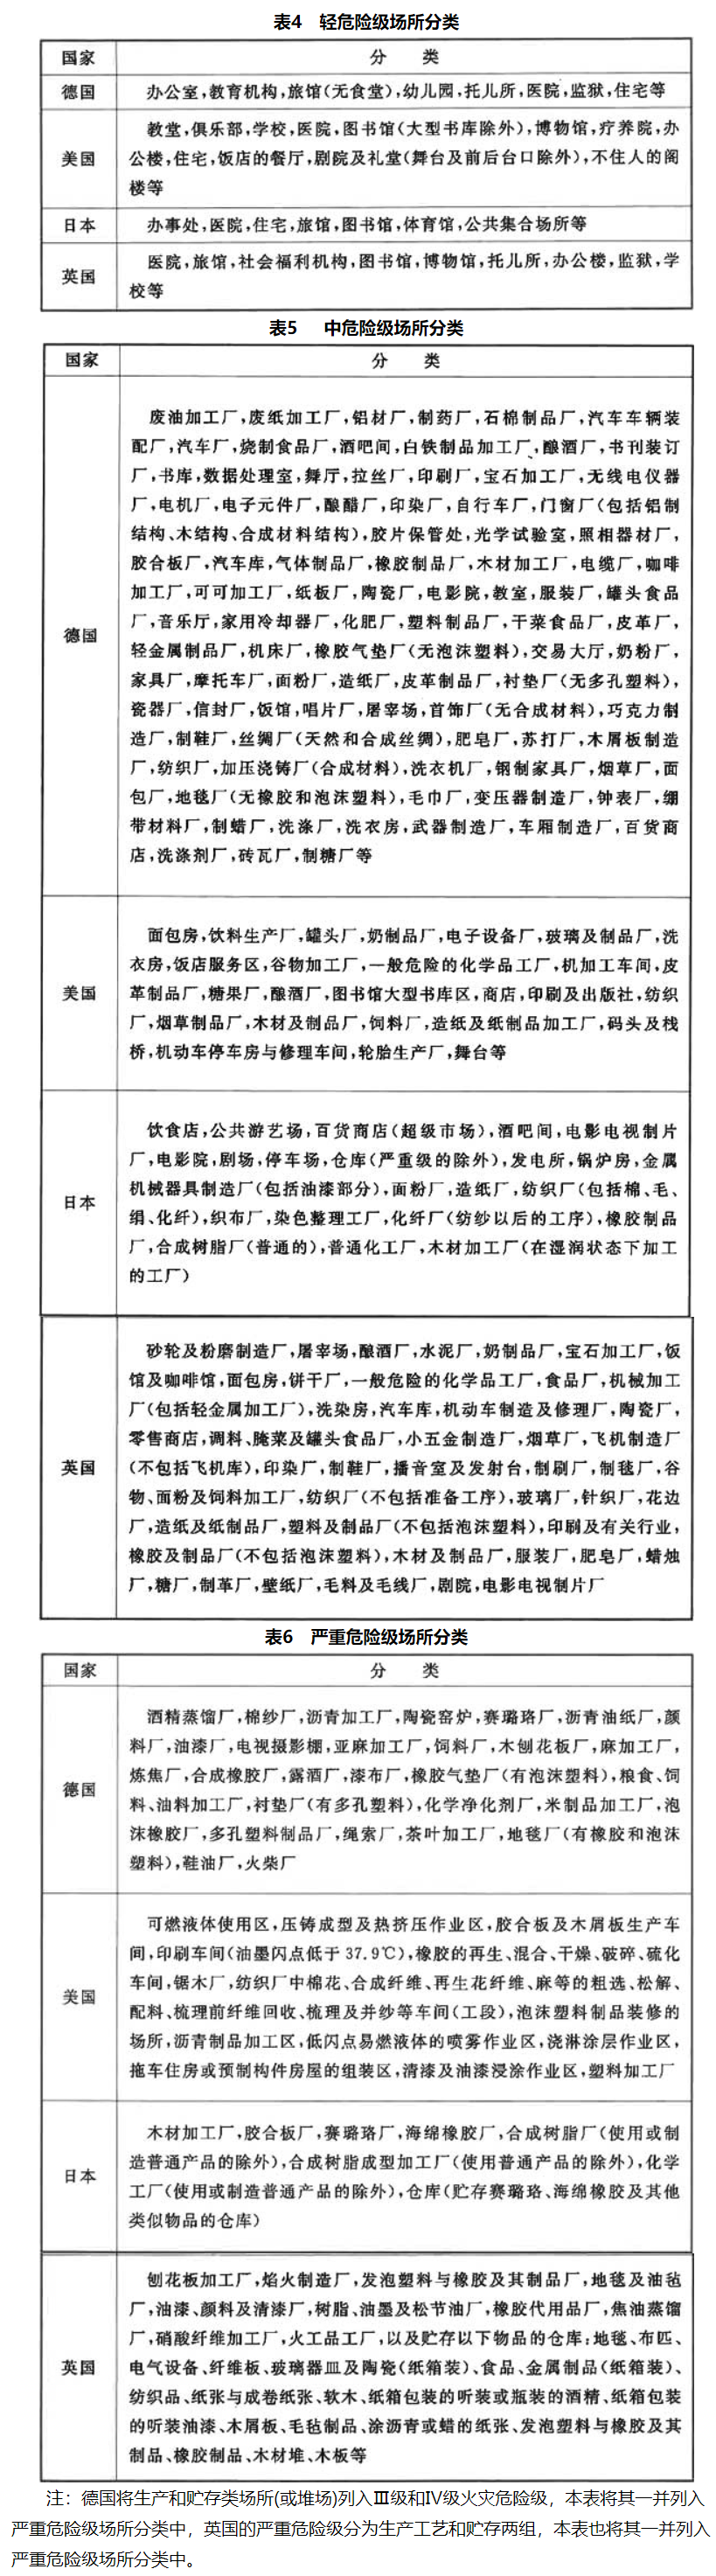 表4 轻危险级场所分类
国家 分 类
德国 办公室,教育机构,旅馆(无食堂),幼儿园,托儿所,医院,监狱,住宅等
美国 教堂,俱乐部,学校,医院,图书馆(大型书库除外),博物馆,疗养院,办
公楼,住宅,饭店的餐厅,剧院及礼堂(舞台及前后台口除外),不住人的阁
楼等
日本 办事处,医院,住宅,旅馆,图书馆,体育馆,公共集合场所等
英国 医院,旅馆,社会福利机构,图书馆,博物馆,托儿所,办公楼,监狱,学
校等
表5 中危险级场所分类
国家 分 类
德国 废油加工厂,废纸加工厂,铝材厂,制药厂,石棉制品厂,汽车车辆装
配厂,汽车厂,烧制食品厂,酒吧间,白铁制品加工厂,酿酒厂,书刊装订
厂,书库,数据处理室,舞厅,拉丝厂,印刷厂,宝石加工厂,无线电仪器
厂,电机厂,电子元件厂,酿醋厂,印染厂,自行车厂,门窗厂(包括铝制
结构、木结构、合成材料结构),胶片保管处,光学试验室,照相器材厂,
胶合板厂,汽车库,气体制品厂,橡胶制品厂,木材加工厂,电缆厂,咖啡
加工厂,可可加工厂,纸板厂,陶瓷厂,电影院,教室,服装厂,罐头食品
厂,音乐厅,家用冷却器厂,化肥厂,塑料制品厂,干菜食品厂,皮革厂,
轻金属制品厂,机床厂,橡胶气垫厂(无泡沫塑料),交易大厅,奶粉厂,
家具厂,摩托车厂,面粉厂,造纸厂,皮革制品厂,衬垫厂(无多孔塑料),
瓷器厂,信封厂,饭馆,唱片厂,屠宰场,首饰厂(无合成材料),巧克力制
造厂,制鞋厂,丝绸厂(天然和合成丝绸),肥皂厂,苏打厂,木屑板制造
厂,纺织厂,加压浇铸厂(合成材料),洗衣机厂,钢制家具厂,烟草厂,面
包厂,地毯厂(无橡胶和泡沫塑料),毛巾厂,变压器制造厂,钟表厂,绷
带材料厂,制蜡厂,洗涤厂,洗衣房,武器制造厂,车厢制造厂,百货商
店,洗涤剂厂,砖瓦厂,制糖厂等
美国 面包房,饮料生产厂,罐头厂,奶制品厂,电子设备厂,玻璃及制品厂,洗
衣房,饭店服务区,谷物加工厂,一般危险的化学品工厂,机加工车间,皮
革制品厂,糖果厂,酿酒厂,图书馆大型书库区,商店,印刷及出版社,纺织
厂,烟草制品厂,木材及制品厂,饲料厂,造纸及纸制品加工厂,码头及栈
桥,机动车停车房与修理车间,轮胎生产厂,舞台等
日本 饮食店,公共游艺场,百货商店(超级市场),酒吧间,电影电视制片
厂,电影院,剧场,停车场,仓库(严重级的除外),发电所,锅炉房,金属
机械器具制造厂(包括油漆部分),面粉厂,造纸厂,纺织厂(包括棉、毛、
绢、化纤),织布厂,染色整理工厂,化纤厂(纺纱以后的工序),橡胶制品
厂,合成树脂厂(普通的),普通化工厂,木材加工厂(在湿润状态下加工
的工厂)
英国 砂轮及粉磨制造厂,屠宰场,酿酒厂,水泥厂,奶制品厂,宝石加工厂,饭
馆及咖啡馆,面包房,饼干厂,一般危险的化学品工厂,食品厂,机械加工
厂(包括轻金属加工厂),洗染房,汽车库,机动车制造及修理厂,陶瓷厂,
零售商店,调料、腌菜及罐头食品厂,小五金制造厂,烟草厂,飞机制造厂
(不包括飞机库),印染厂,制鞋厂,播音室及发射台,制刷厂,制毯厂,谷
物、面粉及饲料加工厂,纺织厂(不包括准备工序),玻璃厂,针织厂,花边
厂,造纸及纸制品厂,塑料及制品厂(不包括泡沫塑料),印刷及有关行业,
橡胶及制品厂(不包括泡沫塑料),木材及制品厂,服装厂,肥皂厂,蜡烛
厂,糖厂,制革厂,壁纸厂,毛料及毛线厂,剧院,电影电视制片厂
表6 严重危险级场所分类
国家 分 类
德国 酒精蒸馏厂,棉纱厂,沥青加工厂,陶瓷窑炉,赛璐珞厂,沥青油纸厂,颜
料厂,油漆厂,电视摄影棚,亚麻加工厂,饲料厂,木刨花板厂,麻加工厂,
炼焦厂,合成橡胶厂,露酒厂,漆布厂,橡胶气垫厂(有泡沫塑料),粮食、饲
料、油料加工厂,衬垫厂(有多孔塑料),化学净化剂厂,米制品加工厂,泡
沫橡胶厂,多孔塑料制品厂,绳索厂,茶叶加工厂,地毯厂(有橡胶和泡沫
塑料),鞋油厂,火柴厂
美国 可燃液体使用区,压铸成型及热挤压作业区,胶合板及木屑板生产车
间,印刷车间(油墨闪点低于37.9℃),橡胶的再生、混合、干燥、破碎、硫化
车间,锯木厂,纺织厂中棉花、合成纤维、再生花纤维、麻等的粗选、松解、
配料、梳理前纤维回收、梳理及并纱等车间(工段),泡沫塑料制品装修的
场所,沥青制品加工区,低闪点易燃液体的喷雾作业区,浇淋涂层作业区,
拖车住房或预制构件房屋的组装区,清漆及油漆浸涂作业区,塑料加工厂
日本 木材加工厂,胶合板厂,赛璐珞厂,海绵橡胶厂,合成树脂厂(使用或制
造普通产品的除外),合成树脂成型加工厂(使用普通产品的除外),化学
工厂(使用或制造普通产品的除外),仓库(贮存赛璐珞、海绵橡胶及其他
类似物品的仓库)
英国 刨花板加工厂,焰火制造厂,发泡塑料与橡胶及其制品厂,地毯及油毡
厂,油漆、颜料及清漆厂,树脂、油墨及松节油厂,橡胶代用品厂,焦油蒸馏
厂,硝酸纤维加工厂,火工品工厂,以及贮存以下物品的仓库:地毯、布匹、
电气设备、纤维板、玻璃器皿及陶瓷(纸箱装)、食品、金属制品(纸箱装)、
纺织品、纸张与成卷纸张、软木、纸箱包装的听装或瓶装的酒精、纸箱包装
的听装油漆、木屑板、毛毡制品、涂沥青或蜡的纸张、发泡塑料与橡胶及其
制品、橡胶制品、木材堆、木板等
注：德国将生产和贮存类场所(或堆场)列入Ⅲ级和Ⅳ级火灾危险级，本表将其一并列入
严重危险级场所分类中，英国的严重危险级分为生产工艺和贮存两组，本表也将其一并列入
严重危险级场所分类中。